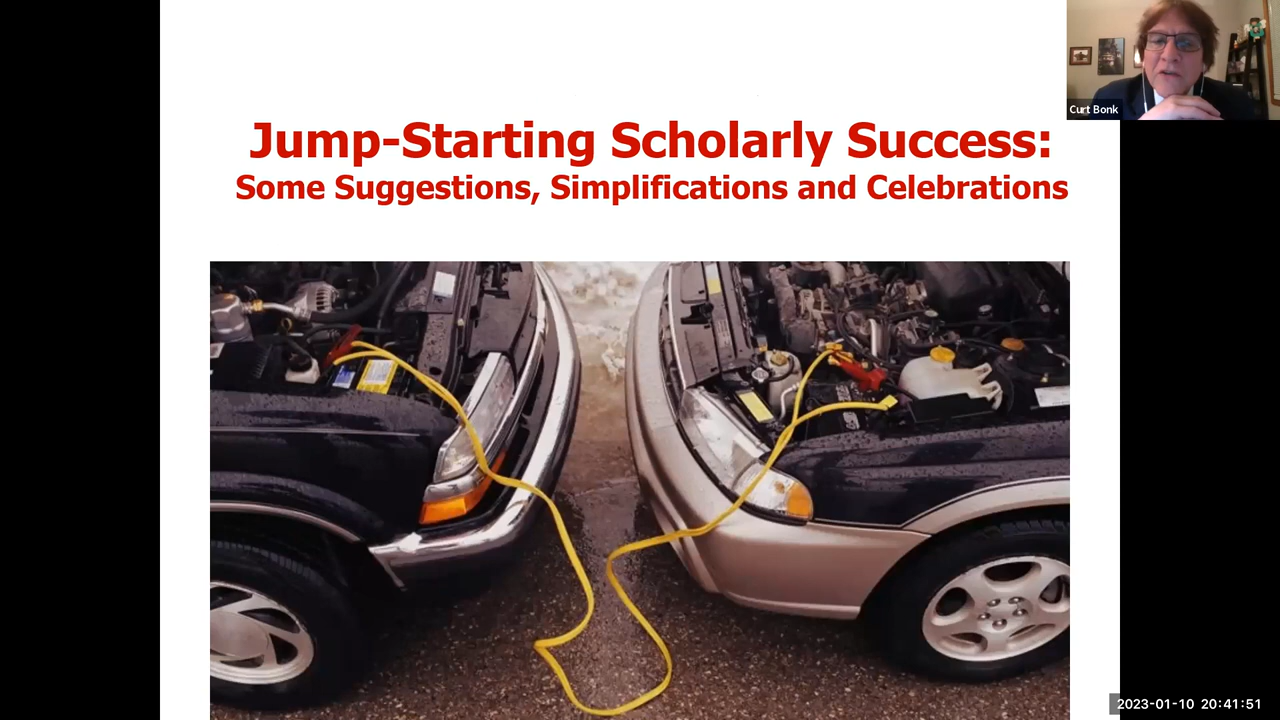 Jump-Starting Scholarly Success:
Some Suggestions, Simplifications and Celebrations
Curt Bonk
2023-01-10 20:41:51